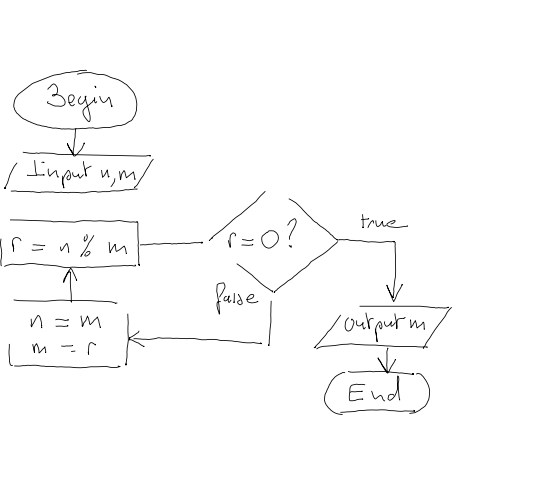 Begin
Input n,m
r = n % m
r = 0?
true
false
n = m
m = r
output m
End